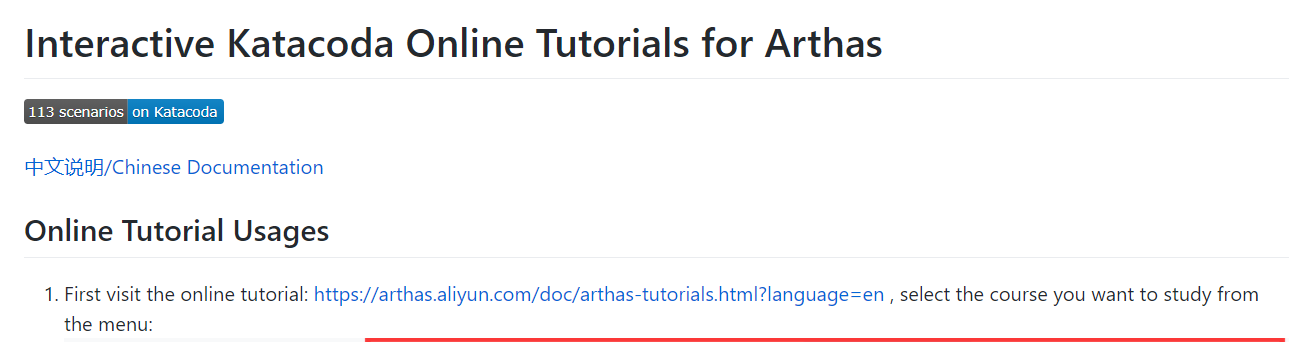 Interactive Katacoda Online Tutorials for Arthas
113 scenarios on Katacoda
中文说明/Chinese Documentation
Online Tutorial Usages
1. First visit the online tutorial: https://arthas.aliyun.com/doc/arthas-tutorials.html?language=en , select the course you want to study from
the menu: